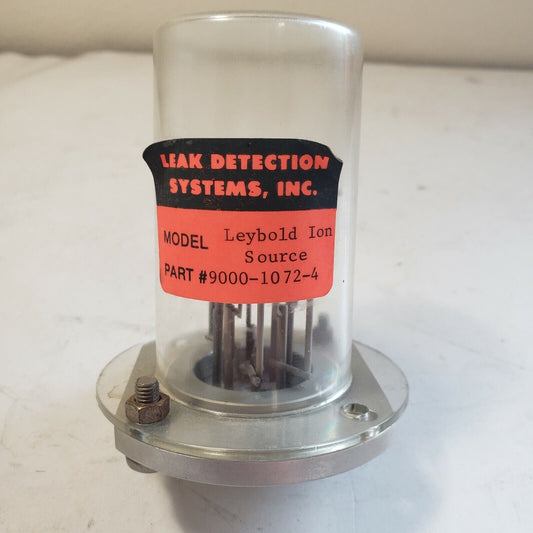 LEAK DETECTION
SYSTEMS, INC.
MODEL Leybold Ion
Source
PART #9000-1072-4